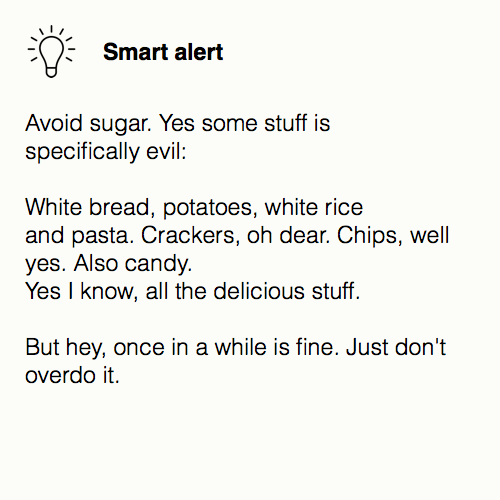 Smart alert
Avoid sugar. Yes some stuff is
specifically evil:
White bread, potatoes, white rice
and pasta. Crackers, oh dear. Chips, well
yes. Also candy.
Yes I know, all the delicious stuff.
But hey, once in a while is fine. Just don't
overdo it.